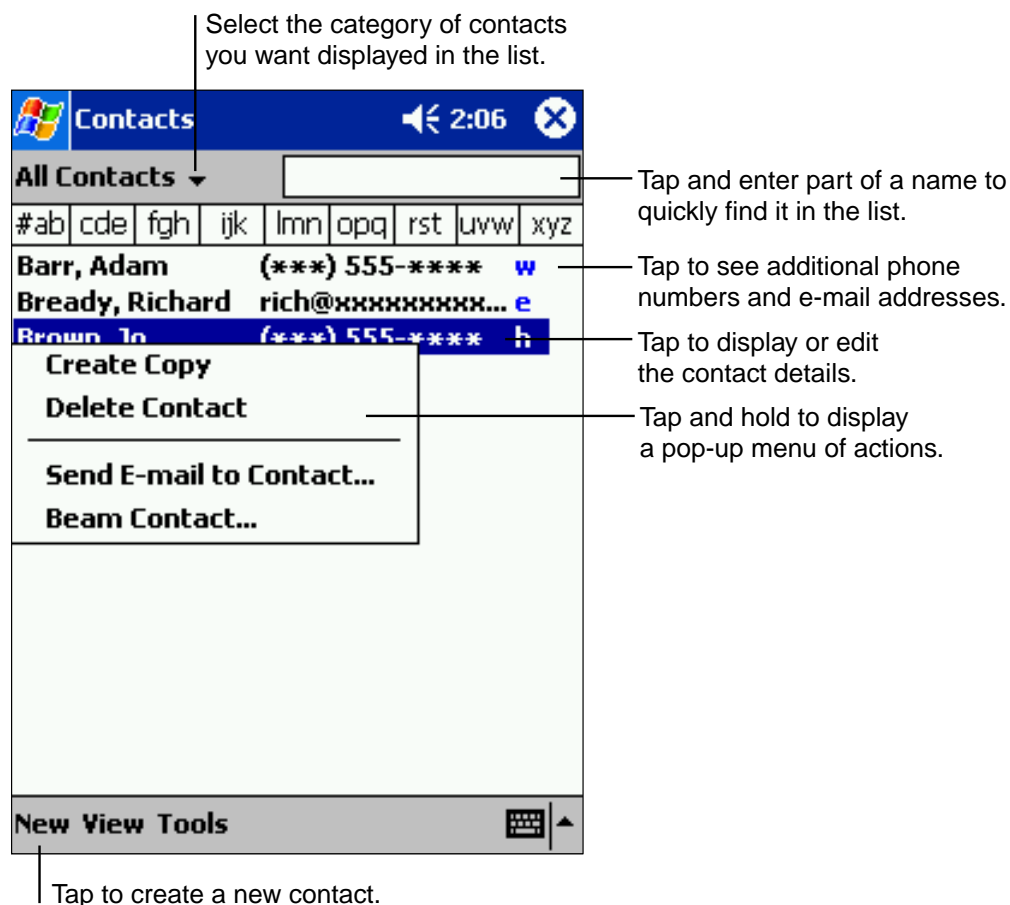 Select the category of contacts
you want displayed in the list.
Contacts 2:06
All Contacts
#ab cde fgh ijk lmn opq rst uvw xyz
Barr, Adam (***) 555-**** w
Bready, Richard rich@xxxxxxxxx... e
Brown, Jo (***) 555-**** h
Create Copy
Delete Contact
Send E-mail to Contact...
Beam Contact...
New View Tools
Tap and enter part of a name to
quickly find it in the list.
Tap to see additional phone
numbers and e-mail addresses.
Tap to display or edit
the contact details.
Tap and hold to display
a pop-up menu of actions.
Tap to create a new contact.